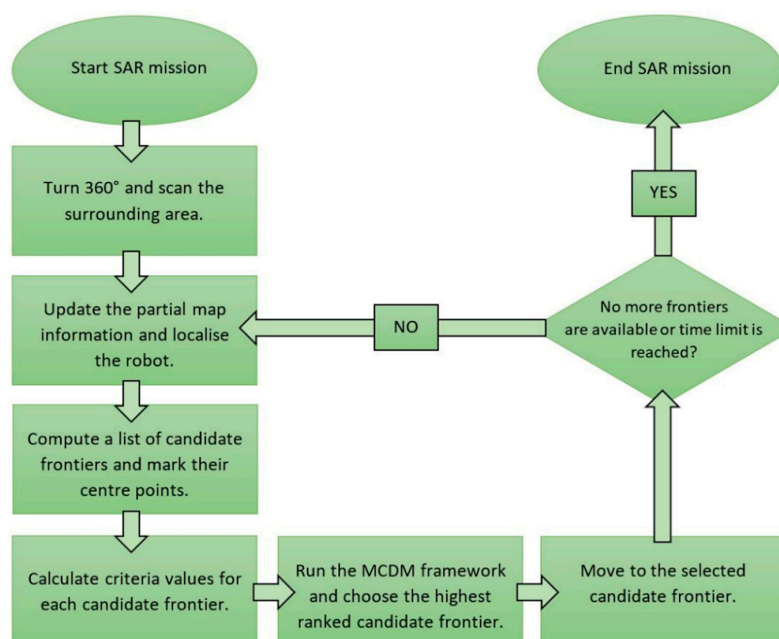 Start SAR mission
Turn 360° and scan the
surrounding area.
Update the partial map
information and localise
the robot.
Compute a list of candidate
frontiers and mark their
centre points.
Calculate criteria values for
each candidate frontier.
Run the MCDM framework
and choose the highest
ranked candidate frontier.
Move to the selected
candidate frontier.
No more frontiers
are available or time limit is
reached?
NO
YES
End SAR mission